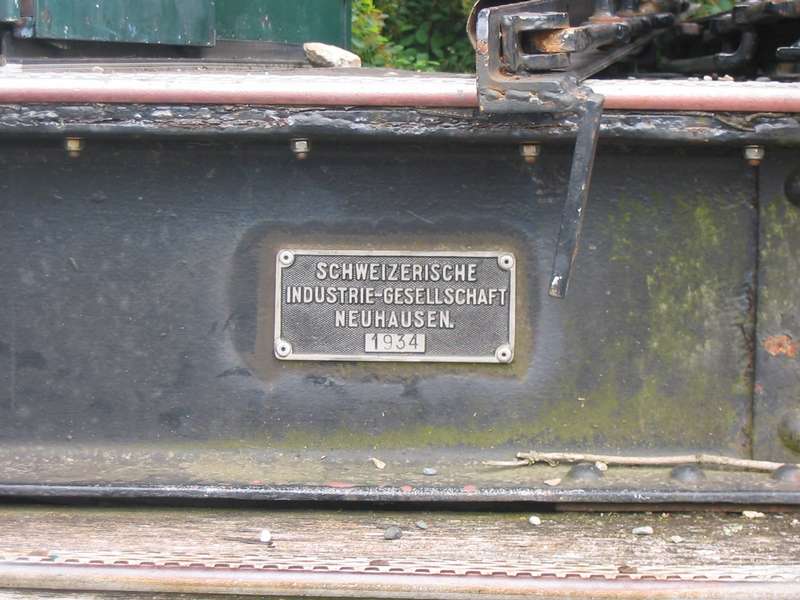 SCHWEIZERISCHE
INDUSTRIE-GESELLSCHAFT
NEUHAUSEN.
1934